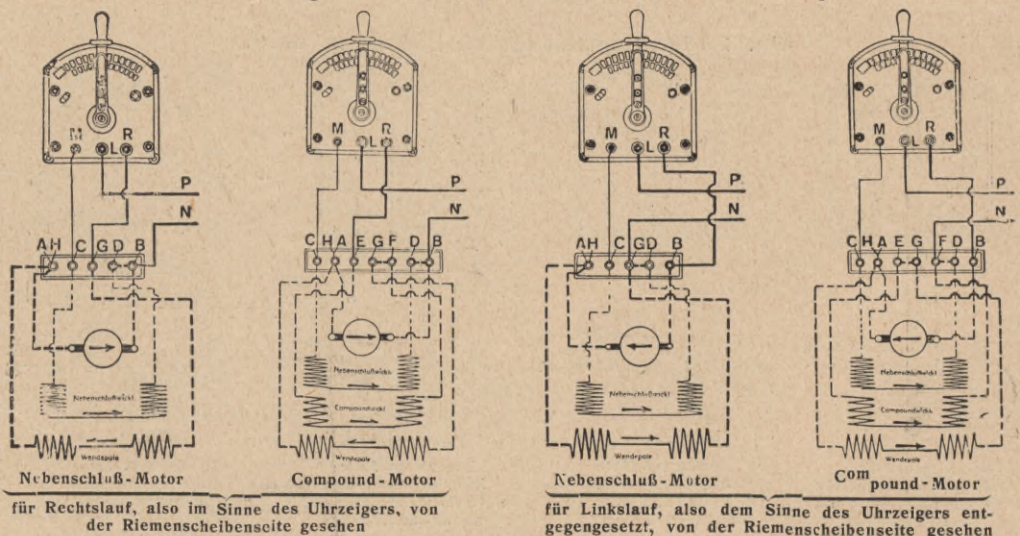 M L R
M L R
M L R
M L R
P
N
P
N
P
N
P
N
A H C G D B
C H A E G F D B
A H C G D B
C H A E G F D B
Nebenschlußwickl.
Nebenschlußwickl.
Compoundwickl.
Nebenschlußwickl
Nebenschlußwickl.
Compoundwickl.
Wendepole
Wendepole
Wendepole
Wendepole
Nebenschluß-Motor
Compound-Motor
Nebenschluß-Motor
Compound-Motor
für Rechtslauf, also im Sinne des Uhrzeigers, von
der Riemenscheibenseite gesehen
für Linkslauf, also dem Sinne des Uhrzeigers ent-
gegengesetzt, von der Riemenscheibenseite gesehen